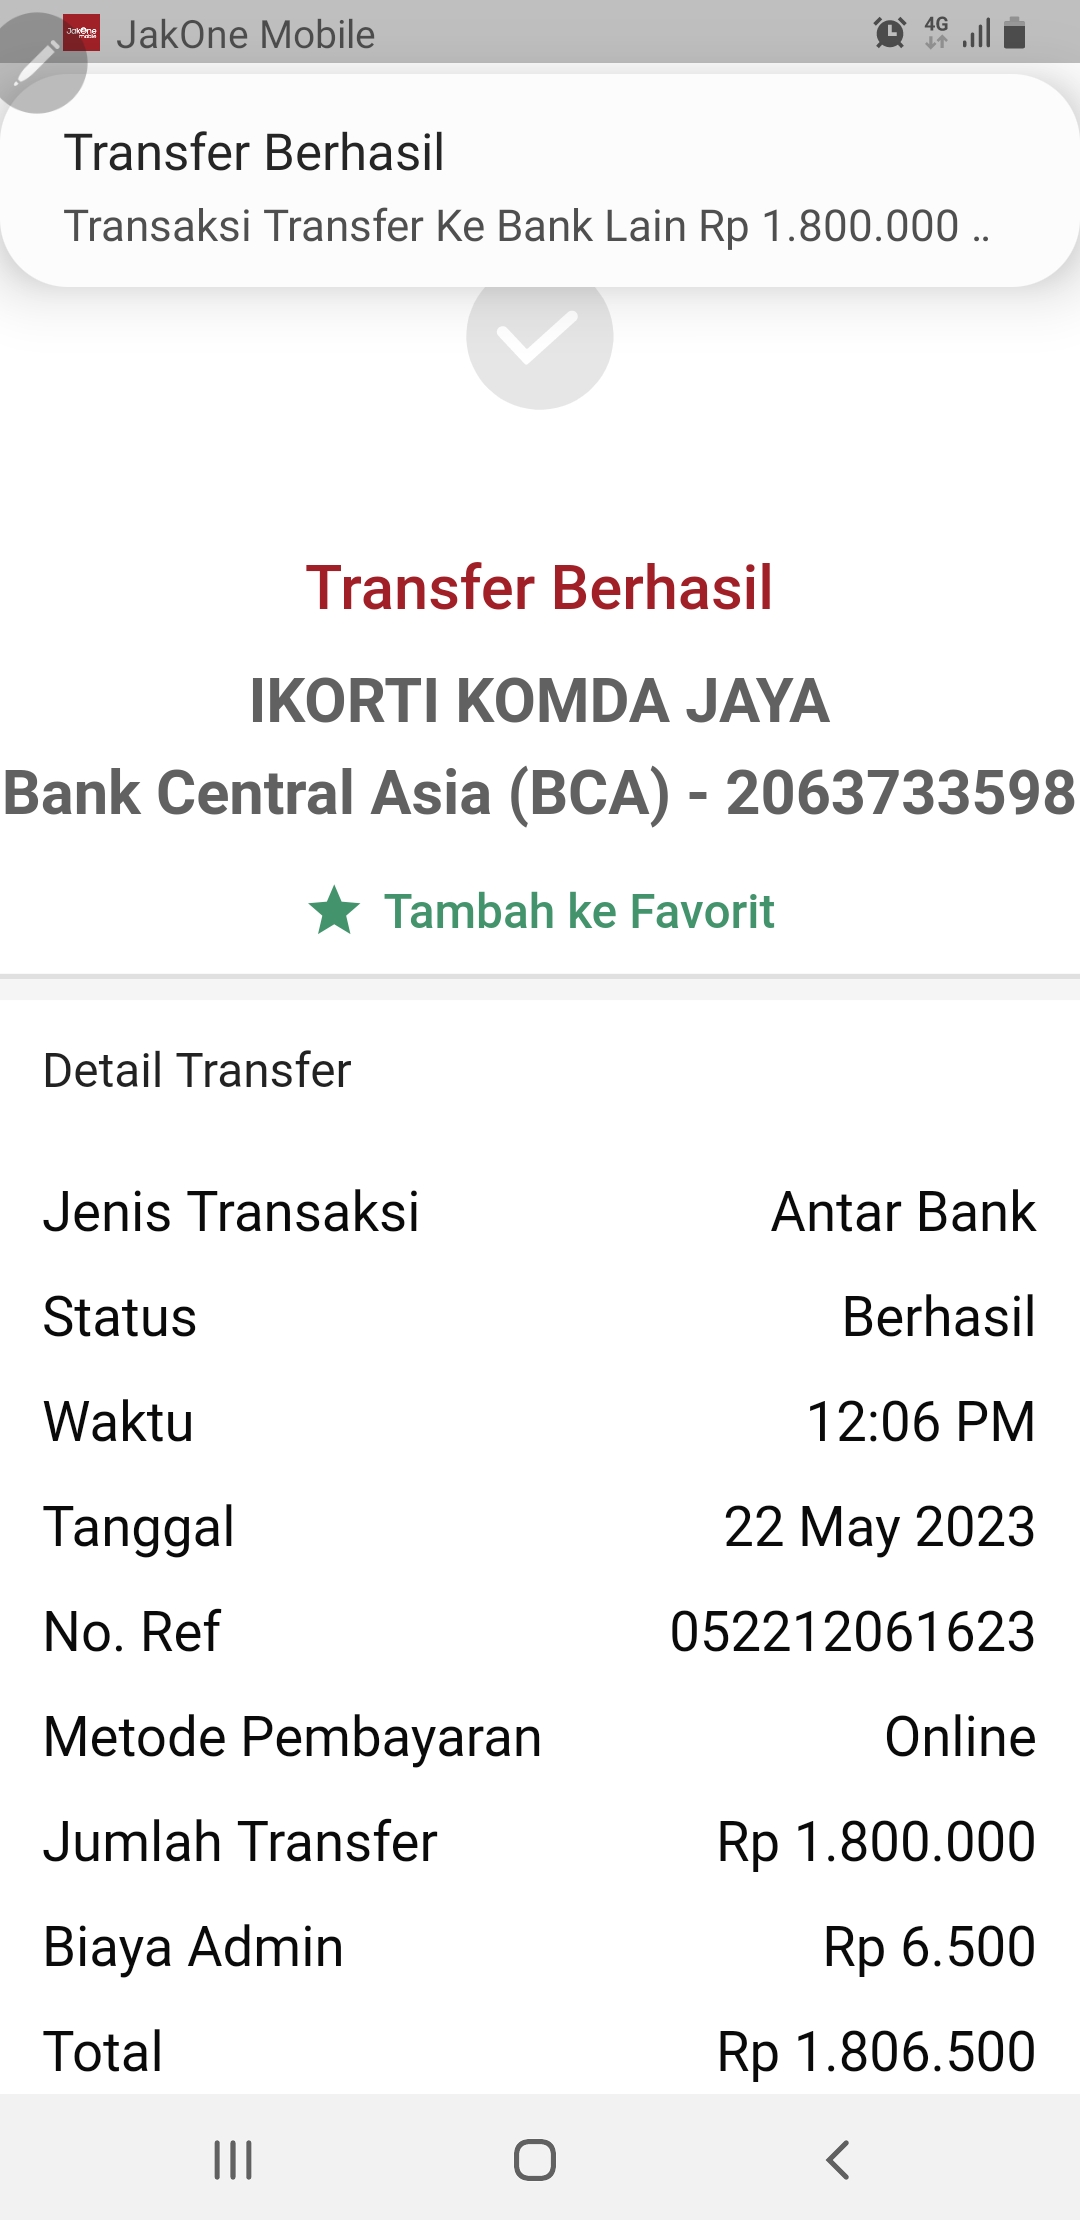 JakOne Mobile
4G
Transfer Berhasil
Transaksi Transfer Ke Bank Lain Rp 1.800.000 ..
Transfer Berhasil
IKORTI KOMDA JAYA
Bank Central Asia (BCA) - 2063733598
Tambah ke Favorit
Detail Transfer
Jenis Transaksi Antar Bank
Status Berhasil
Waktu 12:06 PM
Tanggal 22 May 2023
No. Ref 052212061623
Metode Pembayaran Online
Jumlah Transfer Rp 1.800.000
Biaya Admin Rp 6.500
Total Rp 1.806.500